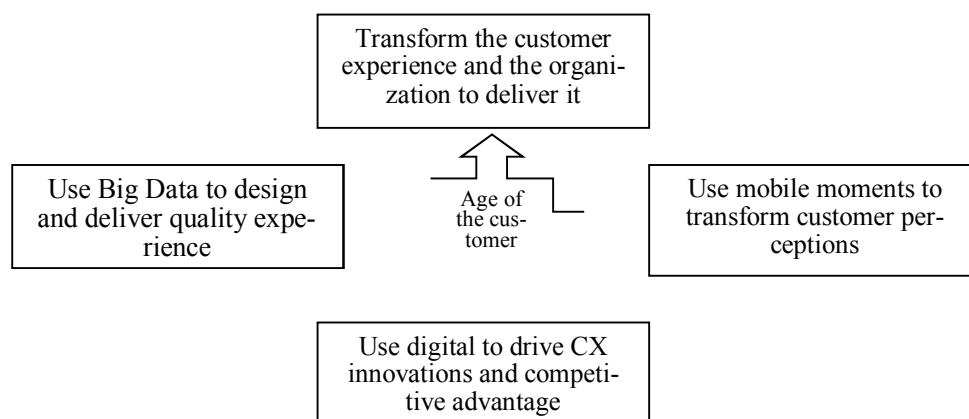 Transform the customer
experience and the organi-
zation to deliver it
Use Big Data to design
and deliver quality expe-
rience
Age of
the cus-
tomer
Use mobile moments to
transform customer per-
ceptions
Use digital to drive CX
innovations and competi-
tive advantage